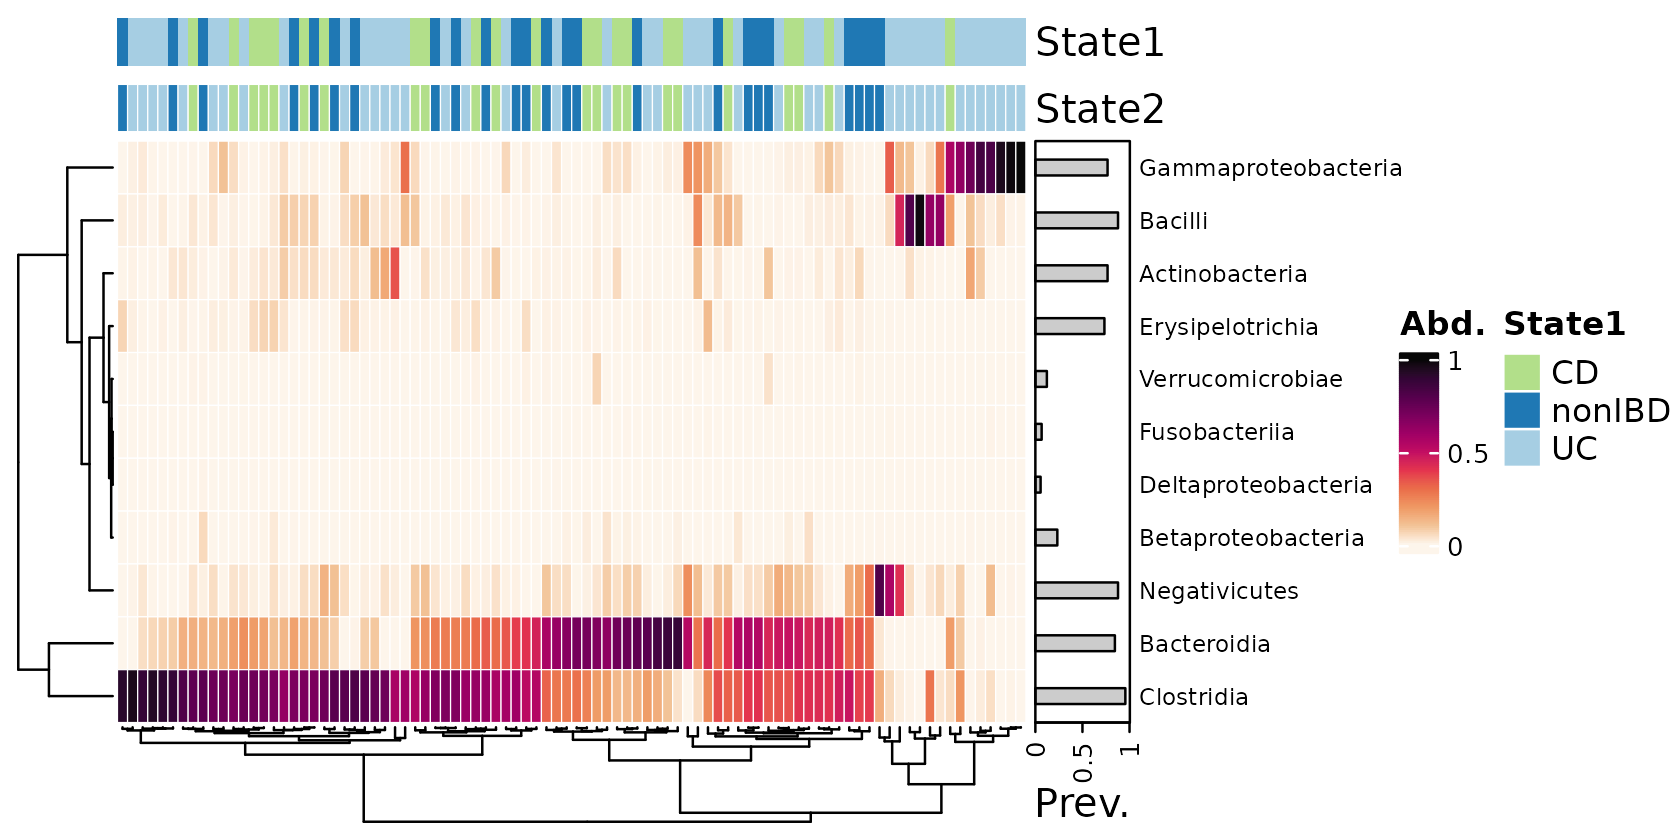 State1
State2
Gammaproteobacteria
Bacilli
Actinobacteria
Erysipelotrichia
Verrucomicrobiae
Fusobacteriia
Deltaproteobacteria
Betaproteobacteria
Negativicutes
Bacteroidia
Clostridia
0 0.5 1
Prev.
Abd.
1
0.5
0
State1
CD
nonIBD
UC